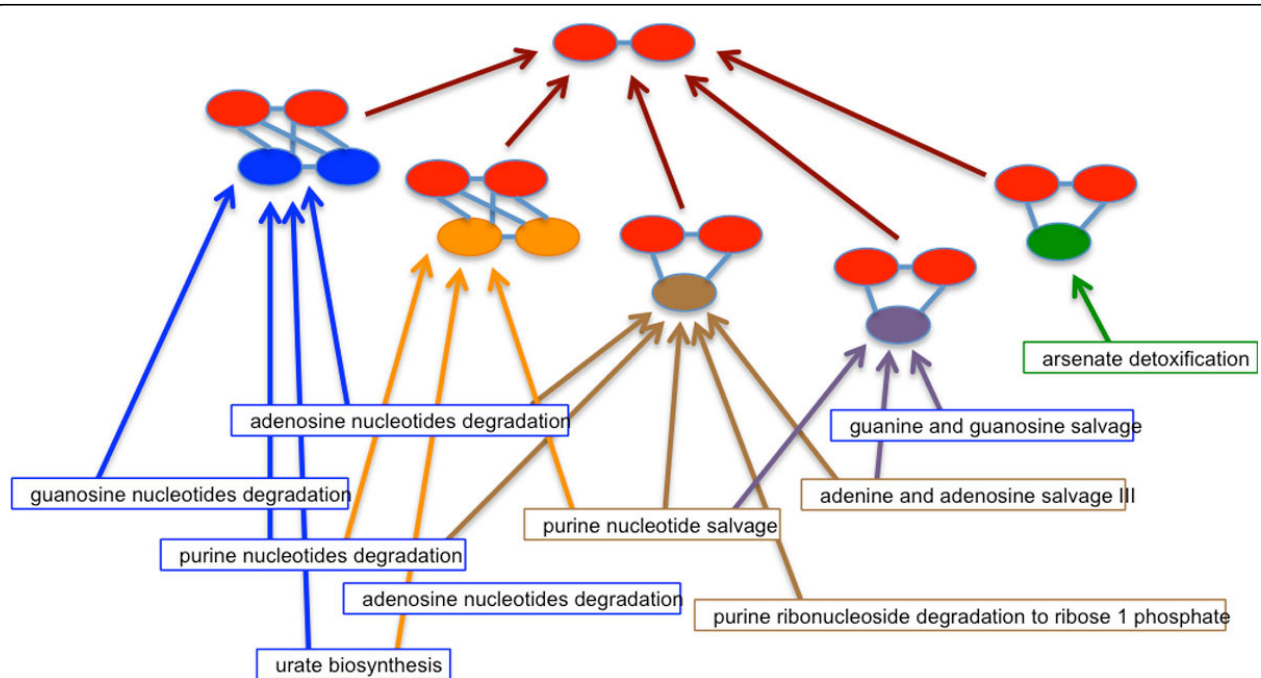 arsenate detoxification
adenosine nucleotides degradation
guanine and guanosine salvage
guanosine nucleotides degradation
adenine and adenosine salvage III
purine nucleotide salvage
purine nucleotides degradation
adenosine nucleotides degradation
purine ribonucleoside degradation to ribose 1 phosphate
urate biosynthesis